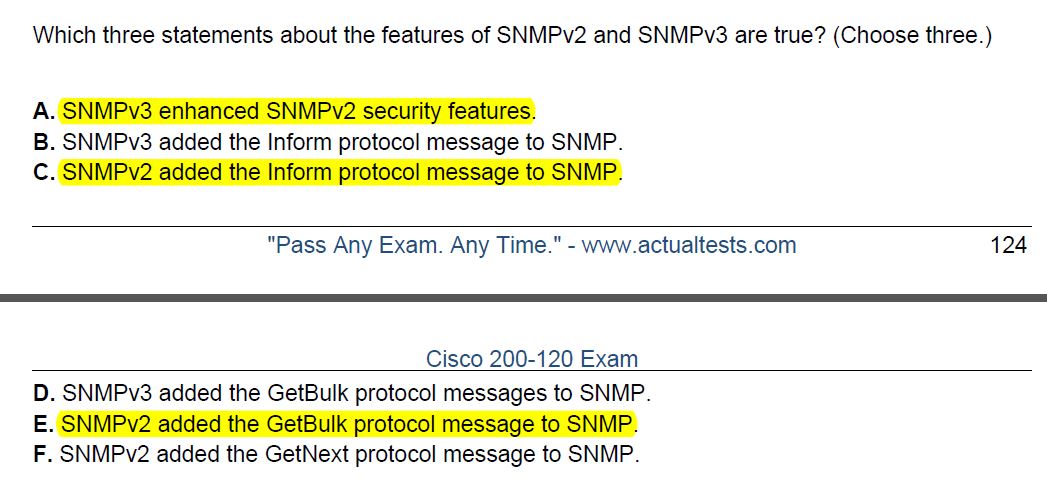 Which three statements about the features of SNMPv2 and SNMPv3 are true? (Choose three.)
A. SNMPv3 enhanced SNMPv2 security features.
B. SNMPv3 added the Inform protocol message to SNMP.
C. SNMPv2 added the Inform protocol message to SNMP.
"Pass Any Exam. Any Time." - www.actualtests.com 124
Cisco 200-120 Exam
D. SNMPv3 added the GetBulk protocol messages to SNMP.
E. SNMPv2 added the GetBulk protocol message to SNMP.
F. SNMPv2 added the GetNext protocol message to SNMP.